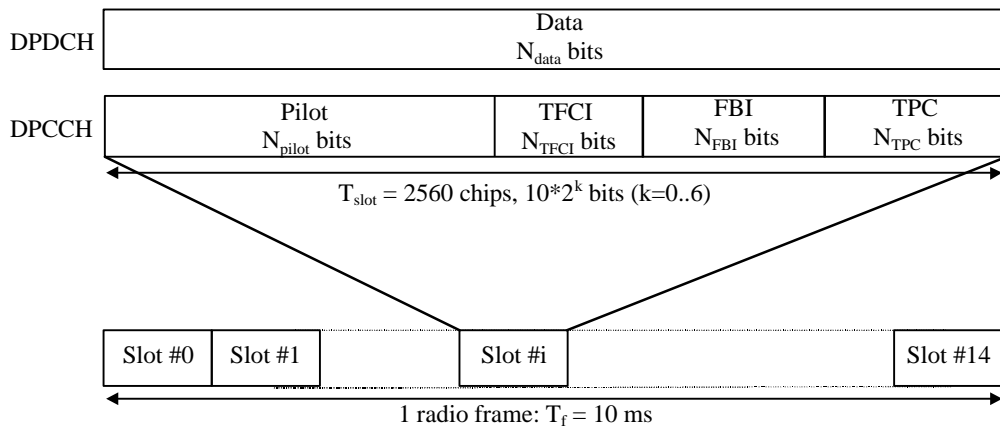 DPDCH
Data
N_data bits
DPCCH
Pilot
N_pilot bits
TFCI
N_TFCI bits
FBI
N_FBI bits
TPC
N_TPC bits
T_slot = 2560 chips, 10*2^k bits (k=0..6)
Slot #0
Slot #1
Slot #i
Slot #14
1 radio frame: T_f = 10 ms